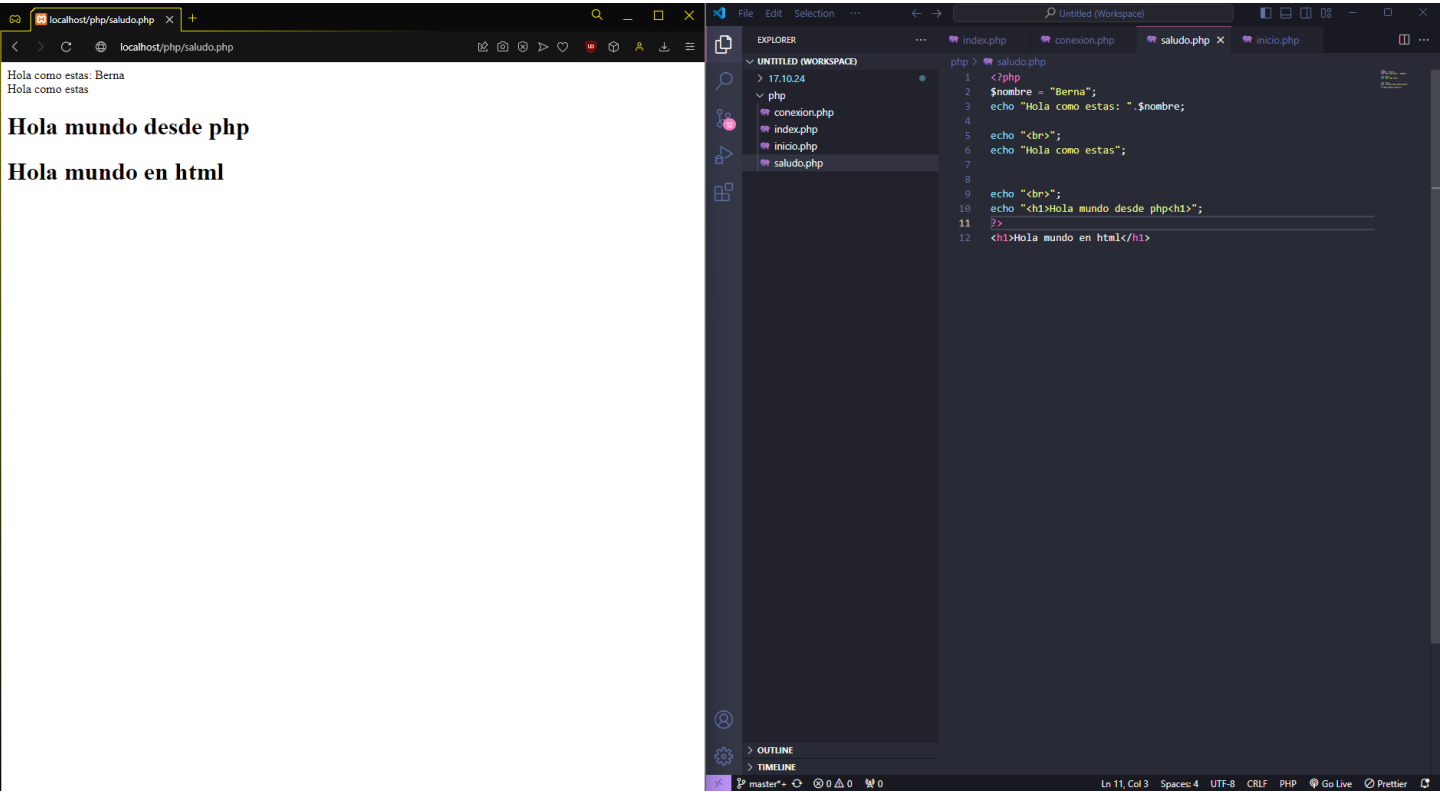 localhost/php/saludo.php
localhost/php/saludo.php
Hola como estas: Berna
Hola como estas
Hola mundo desde php
Hola mundo en html
File Edit Selection ··· Untitled (Workspace)
EXPLORER ···
UNTITLED (WORKSPACE)
17.10.24
php
conexion.php
index.php
inicio.php
saludo.php
12
OUTLINE
TIMELINE
index.php conexion.php saludo.php inicio.php ···
php > saludo.php
1 <?php
2 $nombre = "Berna";
3 echo "Hola como estas: ".$nombre;
4
5 echo "<br>";
6 echo "Hola como estas";
7
8
9 echo "<br>";
10 echo "<h1>Hola mundo desde php<h1>";
11 ?>
12 <h1>Hola mundo en html</h1>
master*+ 0 0 0 Ln 11, Col 3 Spaces: 4 UTF-8 CRLF PHP Go Live Prettier